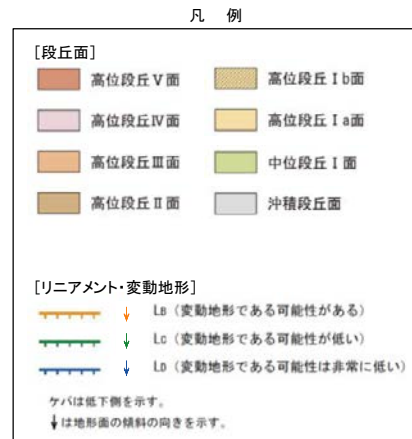 凡 例
[段丘面]
高位段丘Ⅴ面 高位段丘Ⅰb面
高位段丘Ⅳ面 高位段丘Ⅰa面
高位段丘Ⅲ面 中位段丘Ⅰ面
高位段丘Ⅱ面 沖積段丘面
[リニアメント・変動地形]
LB (変動地形である可能性がある)
LC (変動地形である可能性が低い)
LD (変動地形である可能性は非常に低い)
ケバは低下側を示す。
↓は地形面の傾斜の向きを示す。